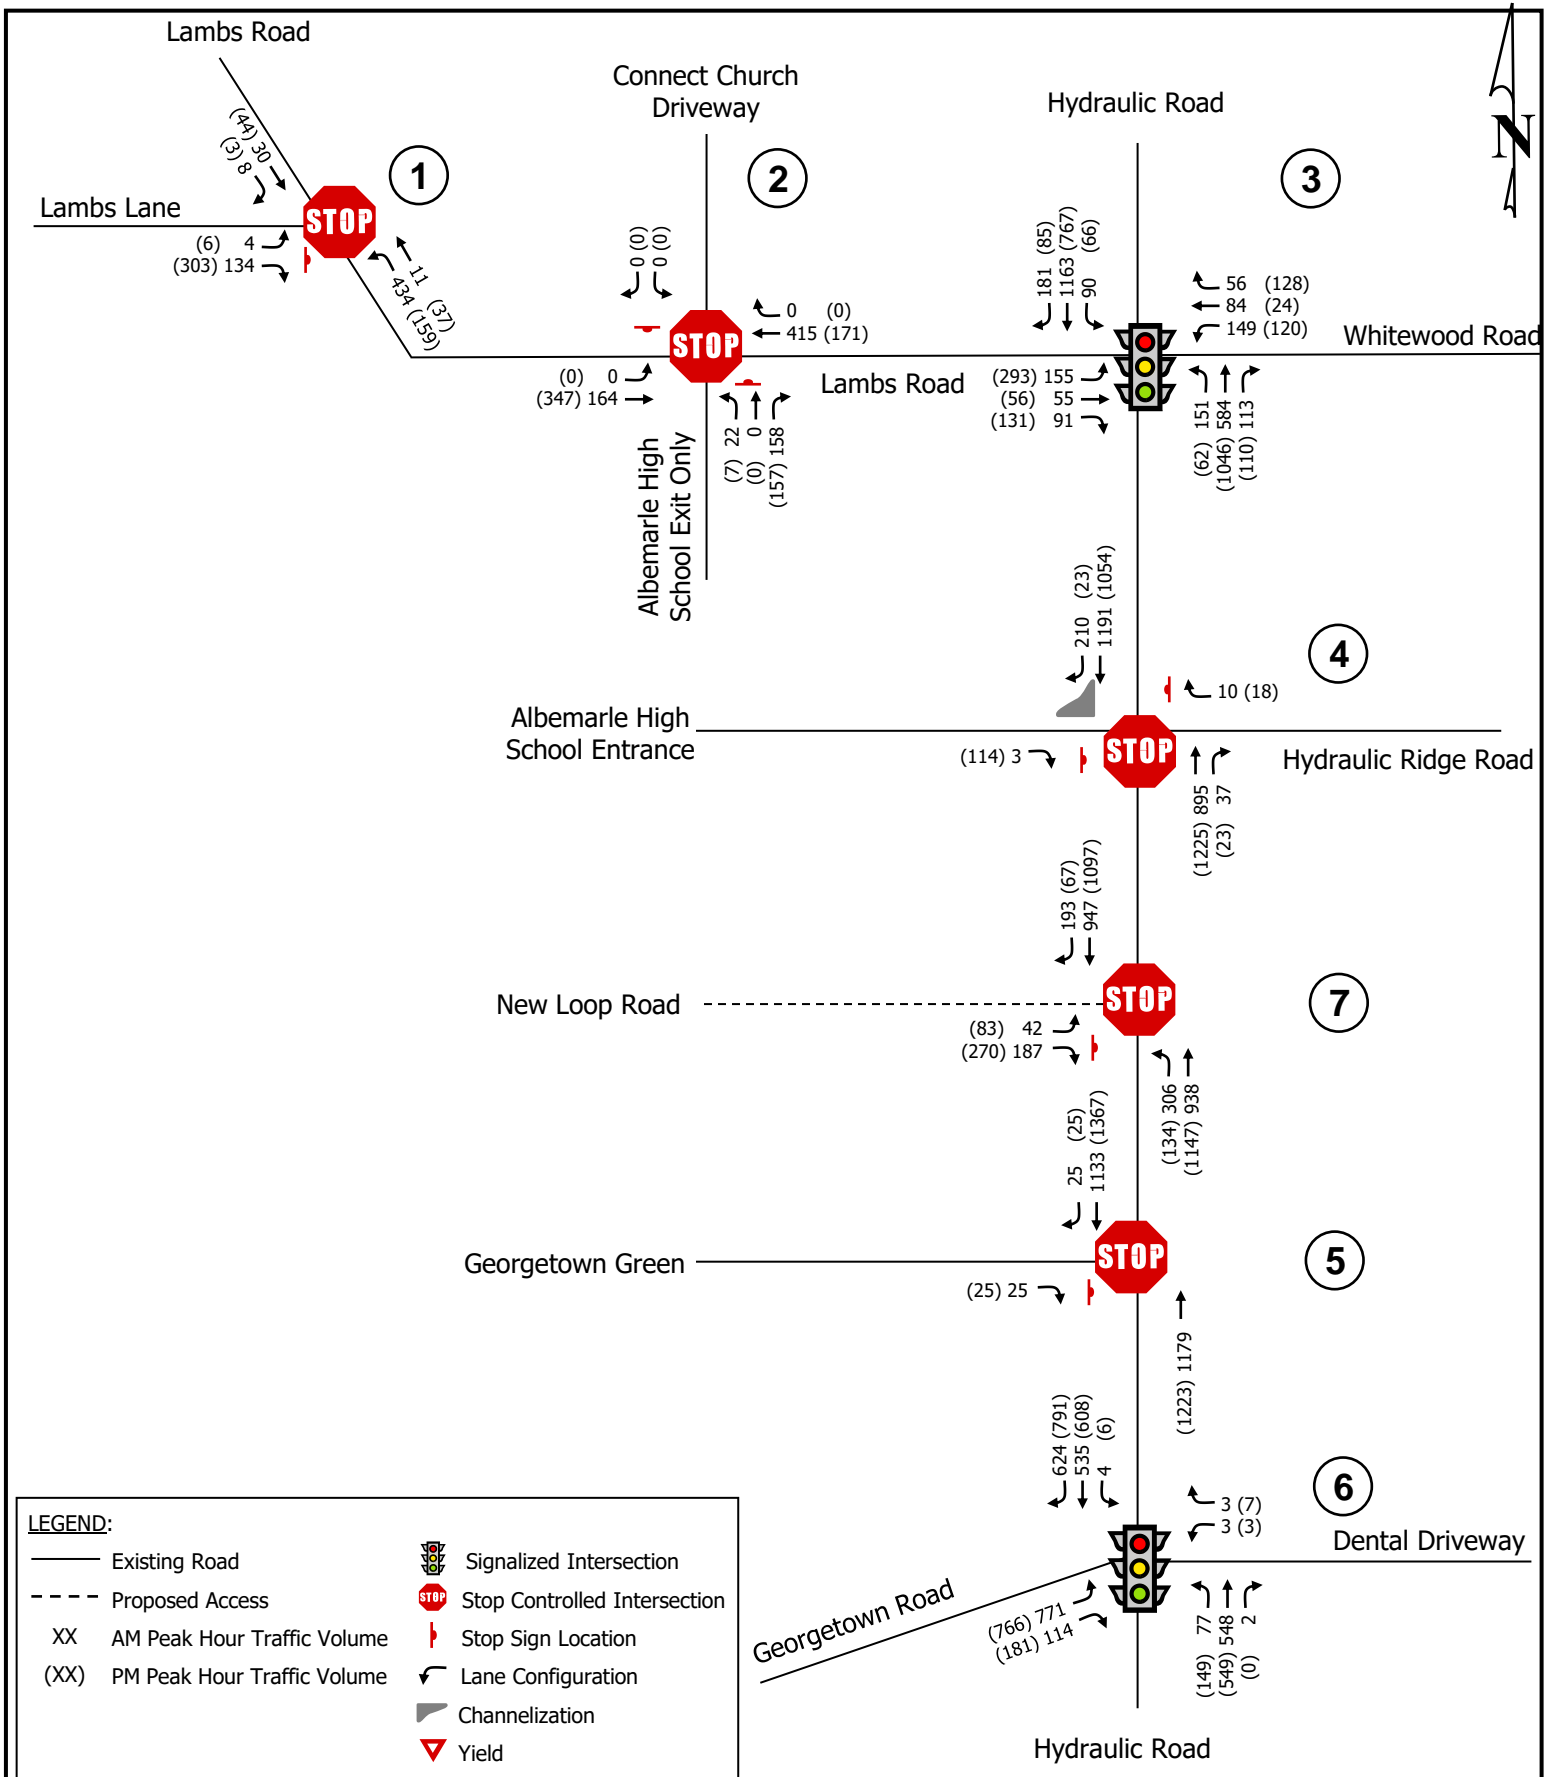 Lambs Road
Connect Church
Driveway
Hydraulic Road
N
1
2
3
(44) 30
(3) 8
Lambs Lane
STOP
(6) 4
(303) 134
11 (37)
434 (159)
0 (0)
0 (0)
0 (0)
415 (171)
STOP
(0) 0
(347) 164
Lambs Road
(7) 22
(0) 0
(157) 158
Albemarle High
School Exit Only
181 (85)
1163 (767)
90 (66)
56 (128)
84 (24)
149 (120)
Whitewood Road
(293) 155
(56) 55
(131) 91
(62) 151
(1046) 584
(110) 113
210 (23)
1191 (1054)
4
10 (18)
Albemarle High
School Entrance
STOP
(114) 3
Hydraulic Ridge Road
(1225) 895
(23) 37
193 (67)
947 (1097)
New Loop Road
STOP
7
(83) 42
(270) 187
(134) 306
(1147) 938
25 (25)
1133 (1367)
Georgetown Green
STOP
5
(25) 25
(1223) 1179
624 (791)
535 (608)
4 (6)
6
3 (7)
3 (3)
Dental Driveway
Georgetown Road
(766) 771
(181) 114
(149) 77
(549) 548
(0) 2
Hydraulic Road
LEGEND:
Existing Road
Signalized Intersection
Proposed Access
STOP Stop Controlled Intersection
XX AM Peak Hour Traffic Volume
Stop Sign Location
(XX) PM Peak Hour Traffic Volume
Lane Configuration
Channelization
Yield